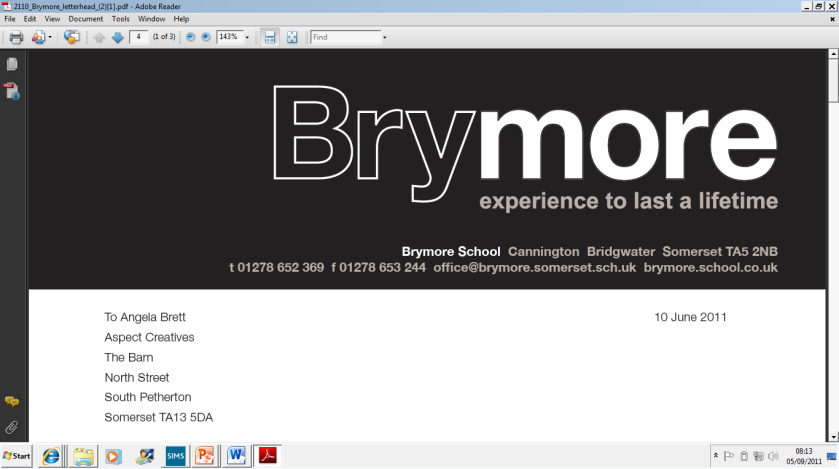 2110_Brymore_letterhead_(2)[1].pdf - Adobe Reader
File Edit View Document Tools Window Help
4 (1 of 3) 143% Find
Brymore
experience to last a lifetime
Brymore School Cannington Bridgwater Somerset TA5 2NB
t 01278 652 369 f 01278 653 244 office@brymore.somerset.sch.uk brymore.school.co.uk
To Angela Brett 10 June 2011
Aspect Creatives
The Barn
North Street
South Petherton
Somerset TA13 5DA
Start SIMS 08:13
05/09/2011